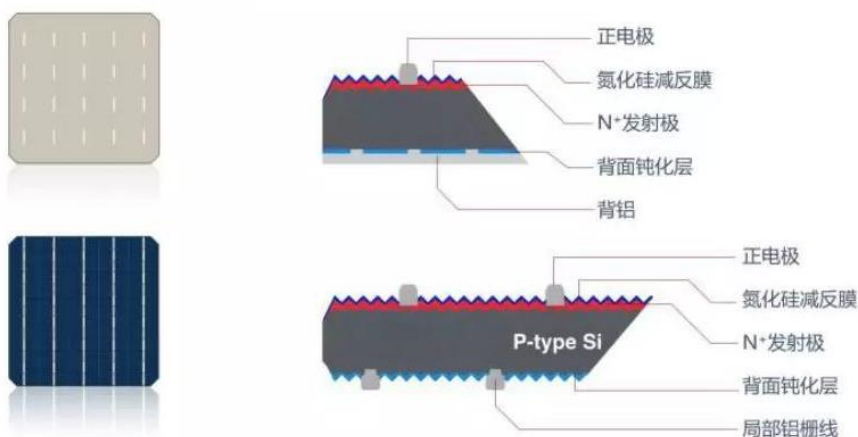 正电极
氮化硅减反膜
N⁺发射极
背面钝化层
背铝
正电极
氮化硅减反膜
P-type Si
N⁺发射极
背面钝化层
局部铝栅线